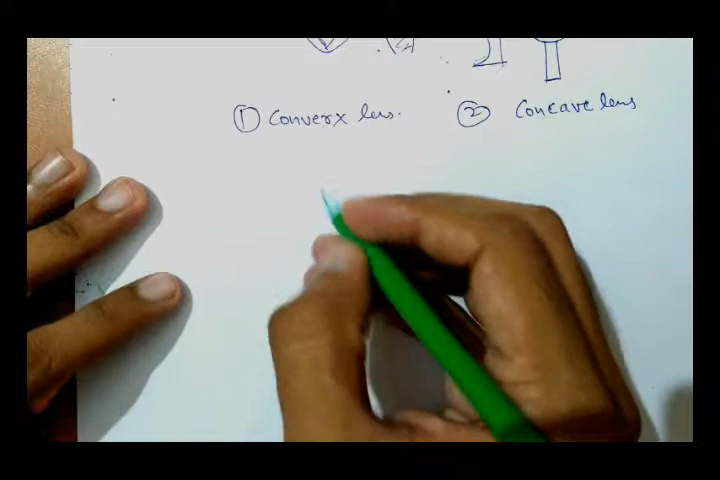 ① Converx lens. ② Concave lens